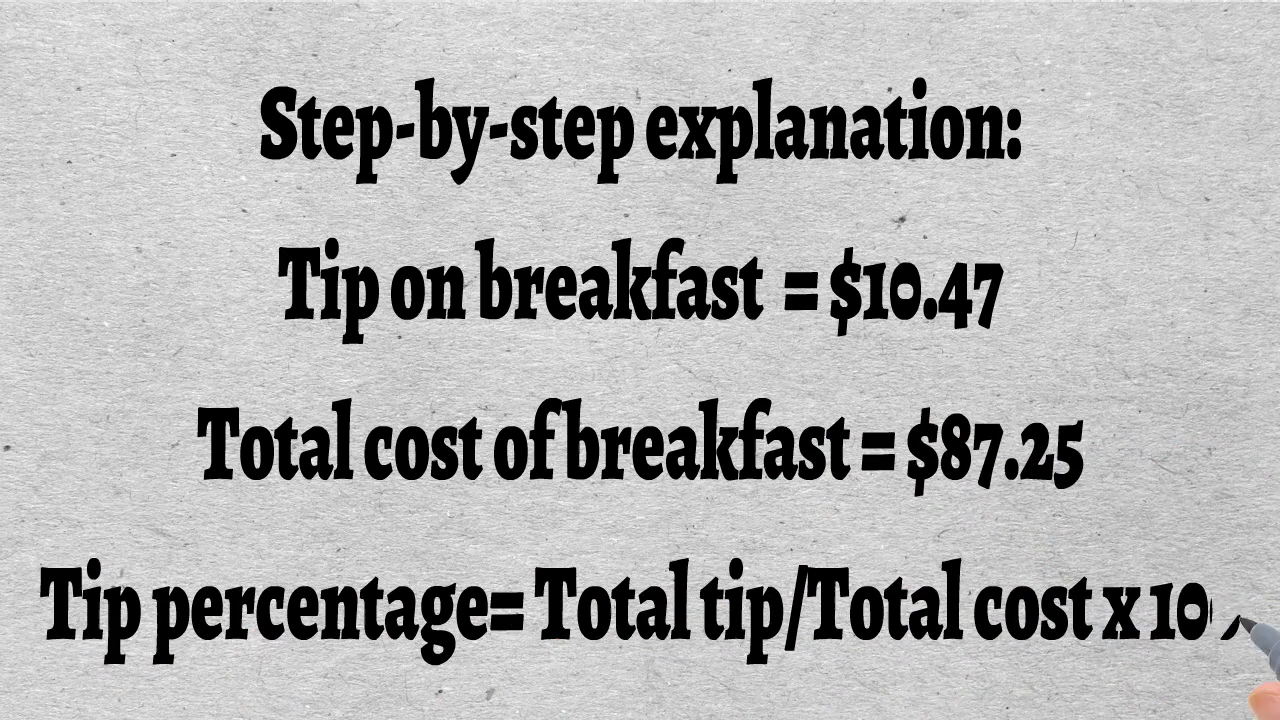 Step-by-step explanation:
Tip on breakfast = $10.47
Total cost of breakfast = $87.25
Tip percentage= Total tip/Total cost x 10